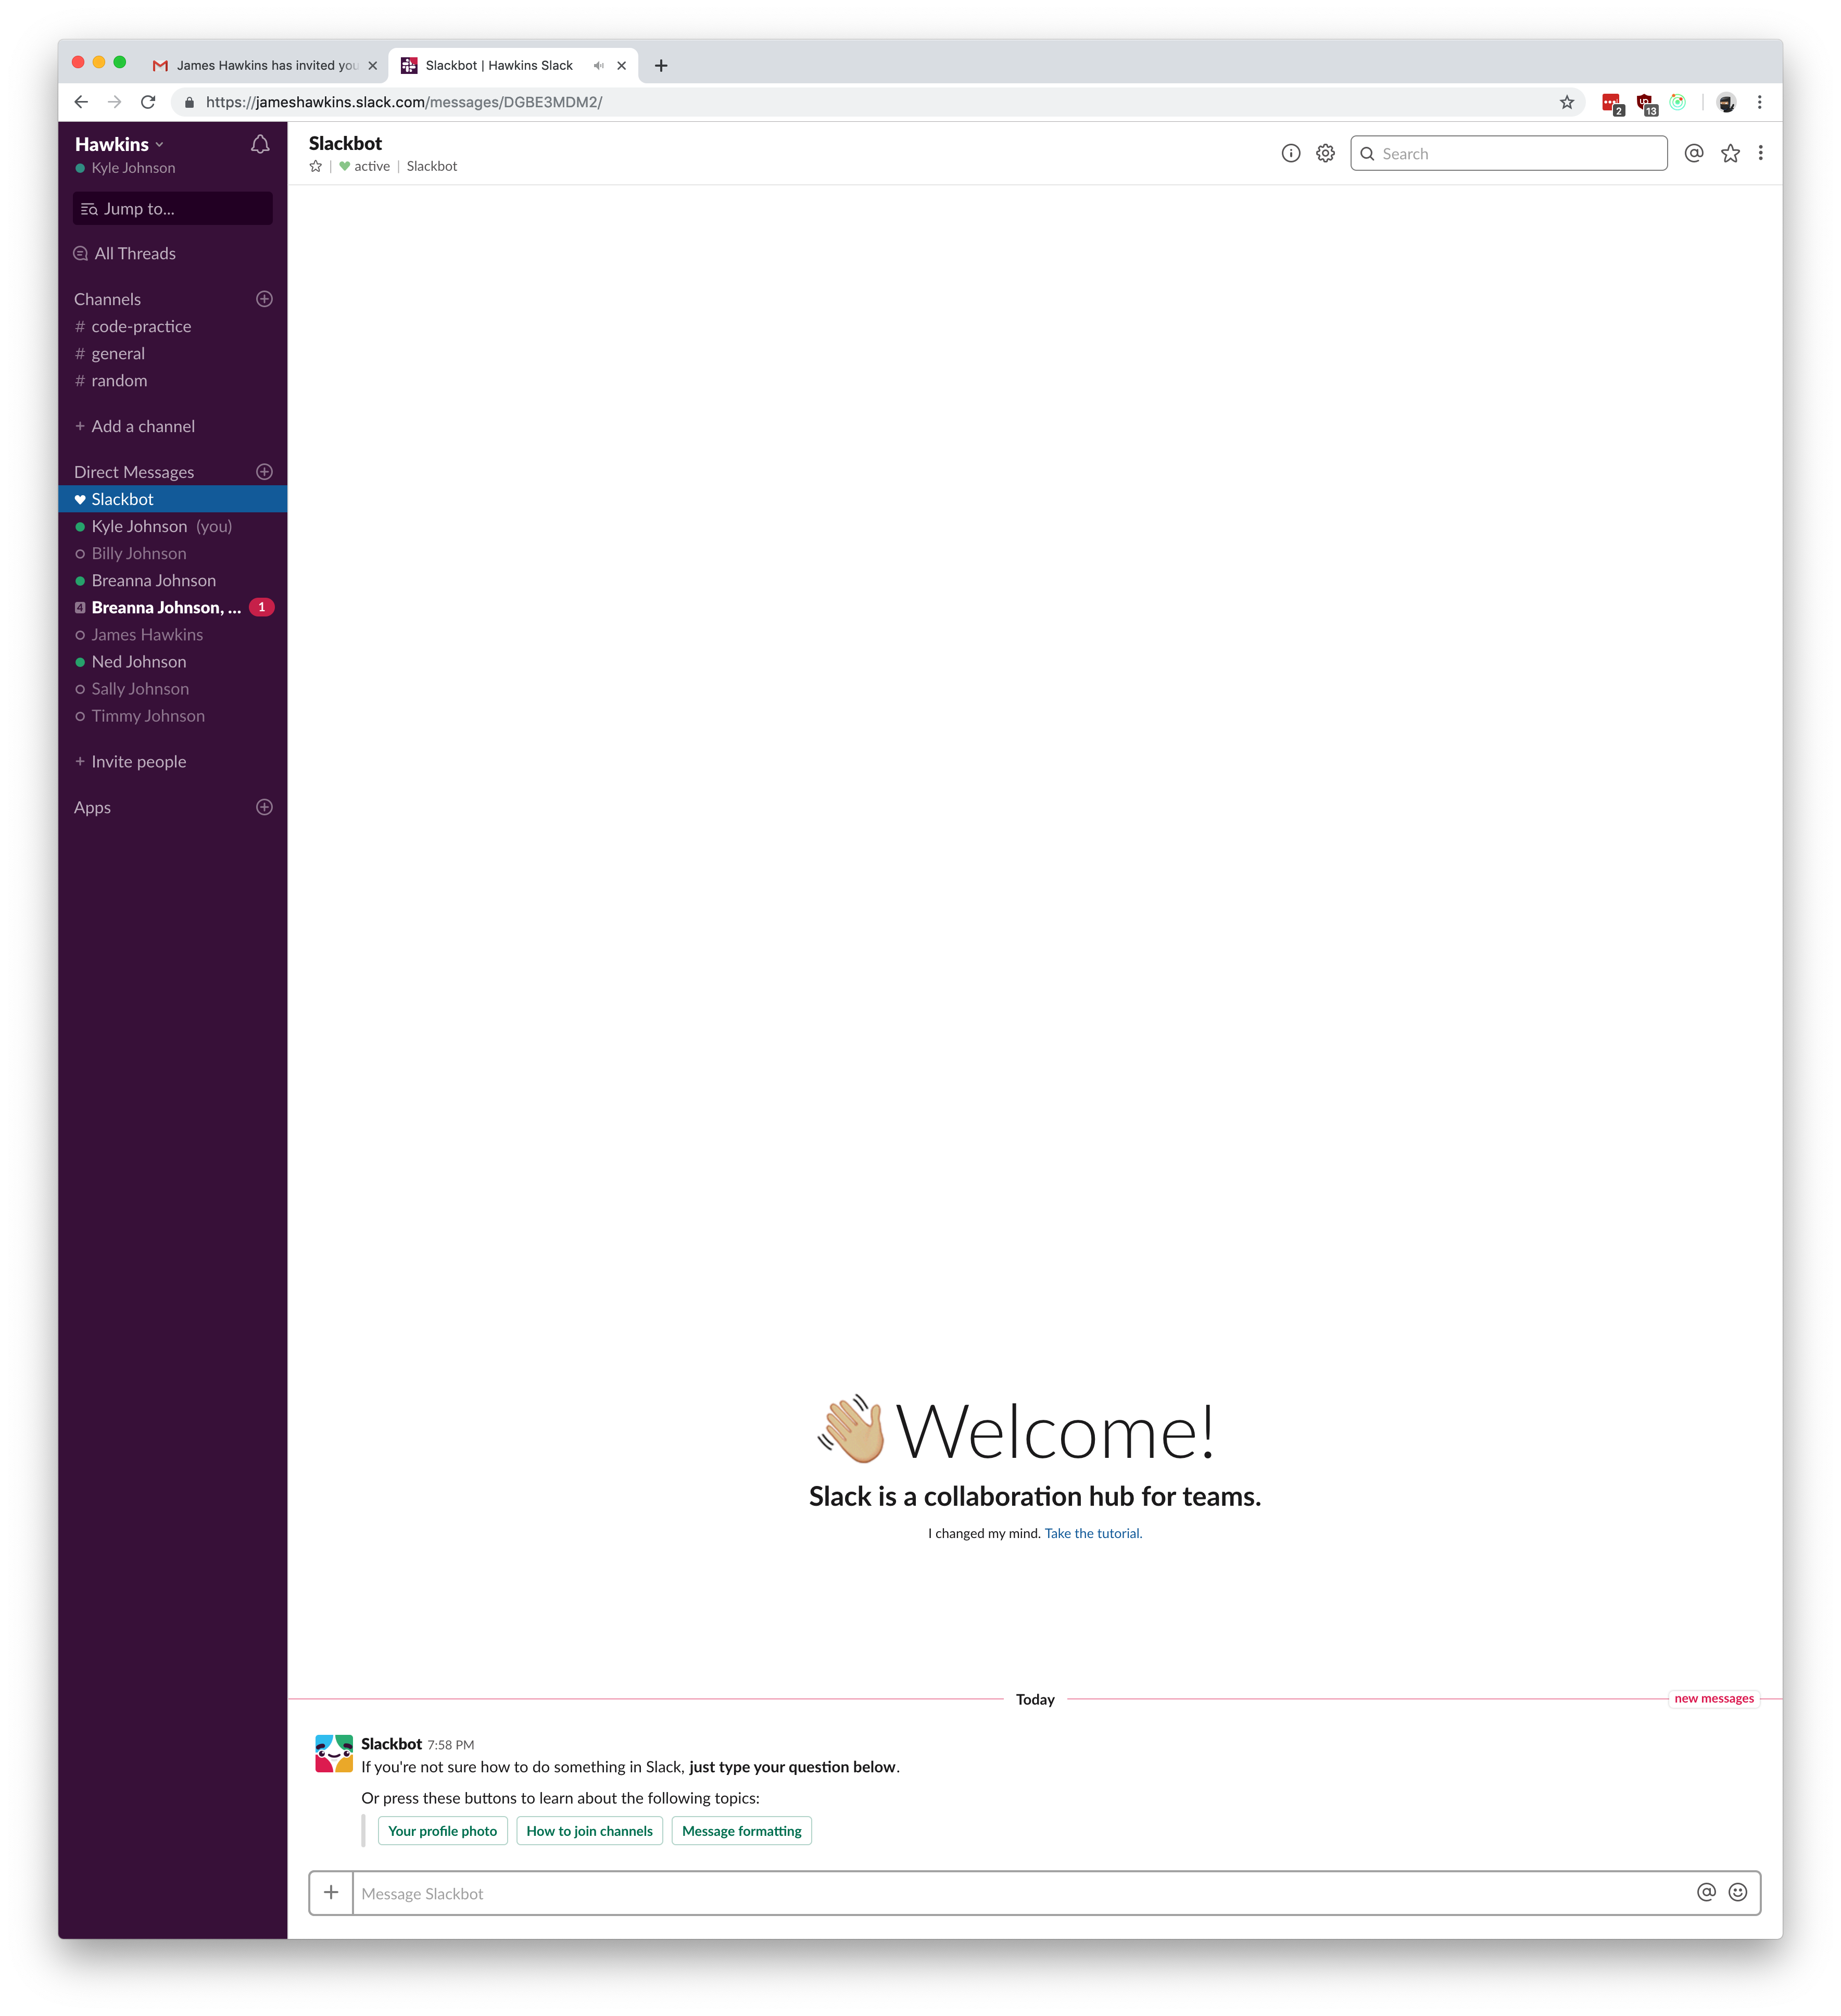 James Hawkins has invited you
Slackbot | Hawkins Slack
https://jameshawkins.slack.com/messages/DGBE3MDM2/
2
13
Hawkins
Kyle Johnson
Jump to...
All Threads
Channels
# code-practice
# general
# random
+ Add a channel
Direct Messages
Slackbot
Kyle Johnson (you)
Billy Johnson
Breanna Johnson
4 Breanna Johnson, ... 1
James Hawkins
Ned Johnson
Sally Johnson
Timmy Johnson
+ Invite people
Apps
Slackbot
active | Slackbot
Search
👋🏼Welcome!
Slack is a collaboration hub for teams.
I changed my mind. Take the tutorial.
Today
new messages
Slackbot 7:58 PM
If you're not sure how to do something in Slack, just type your question below.
Or press these buttons to learn about the following topics:
Your profile photo How to join channels Message formatting
Message Slackbot